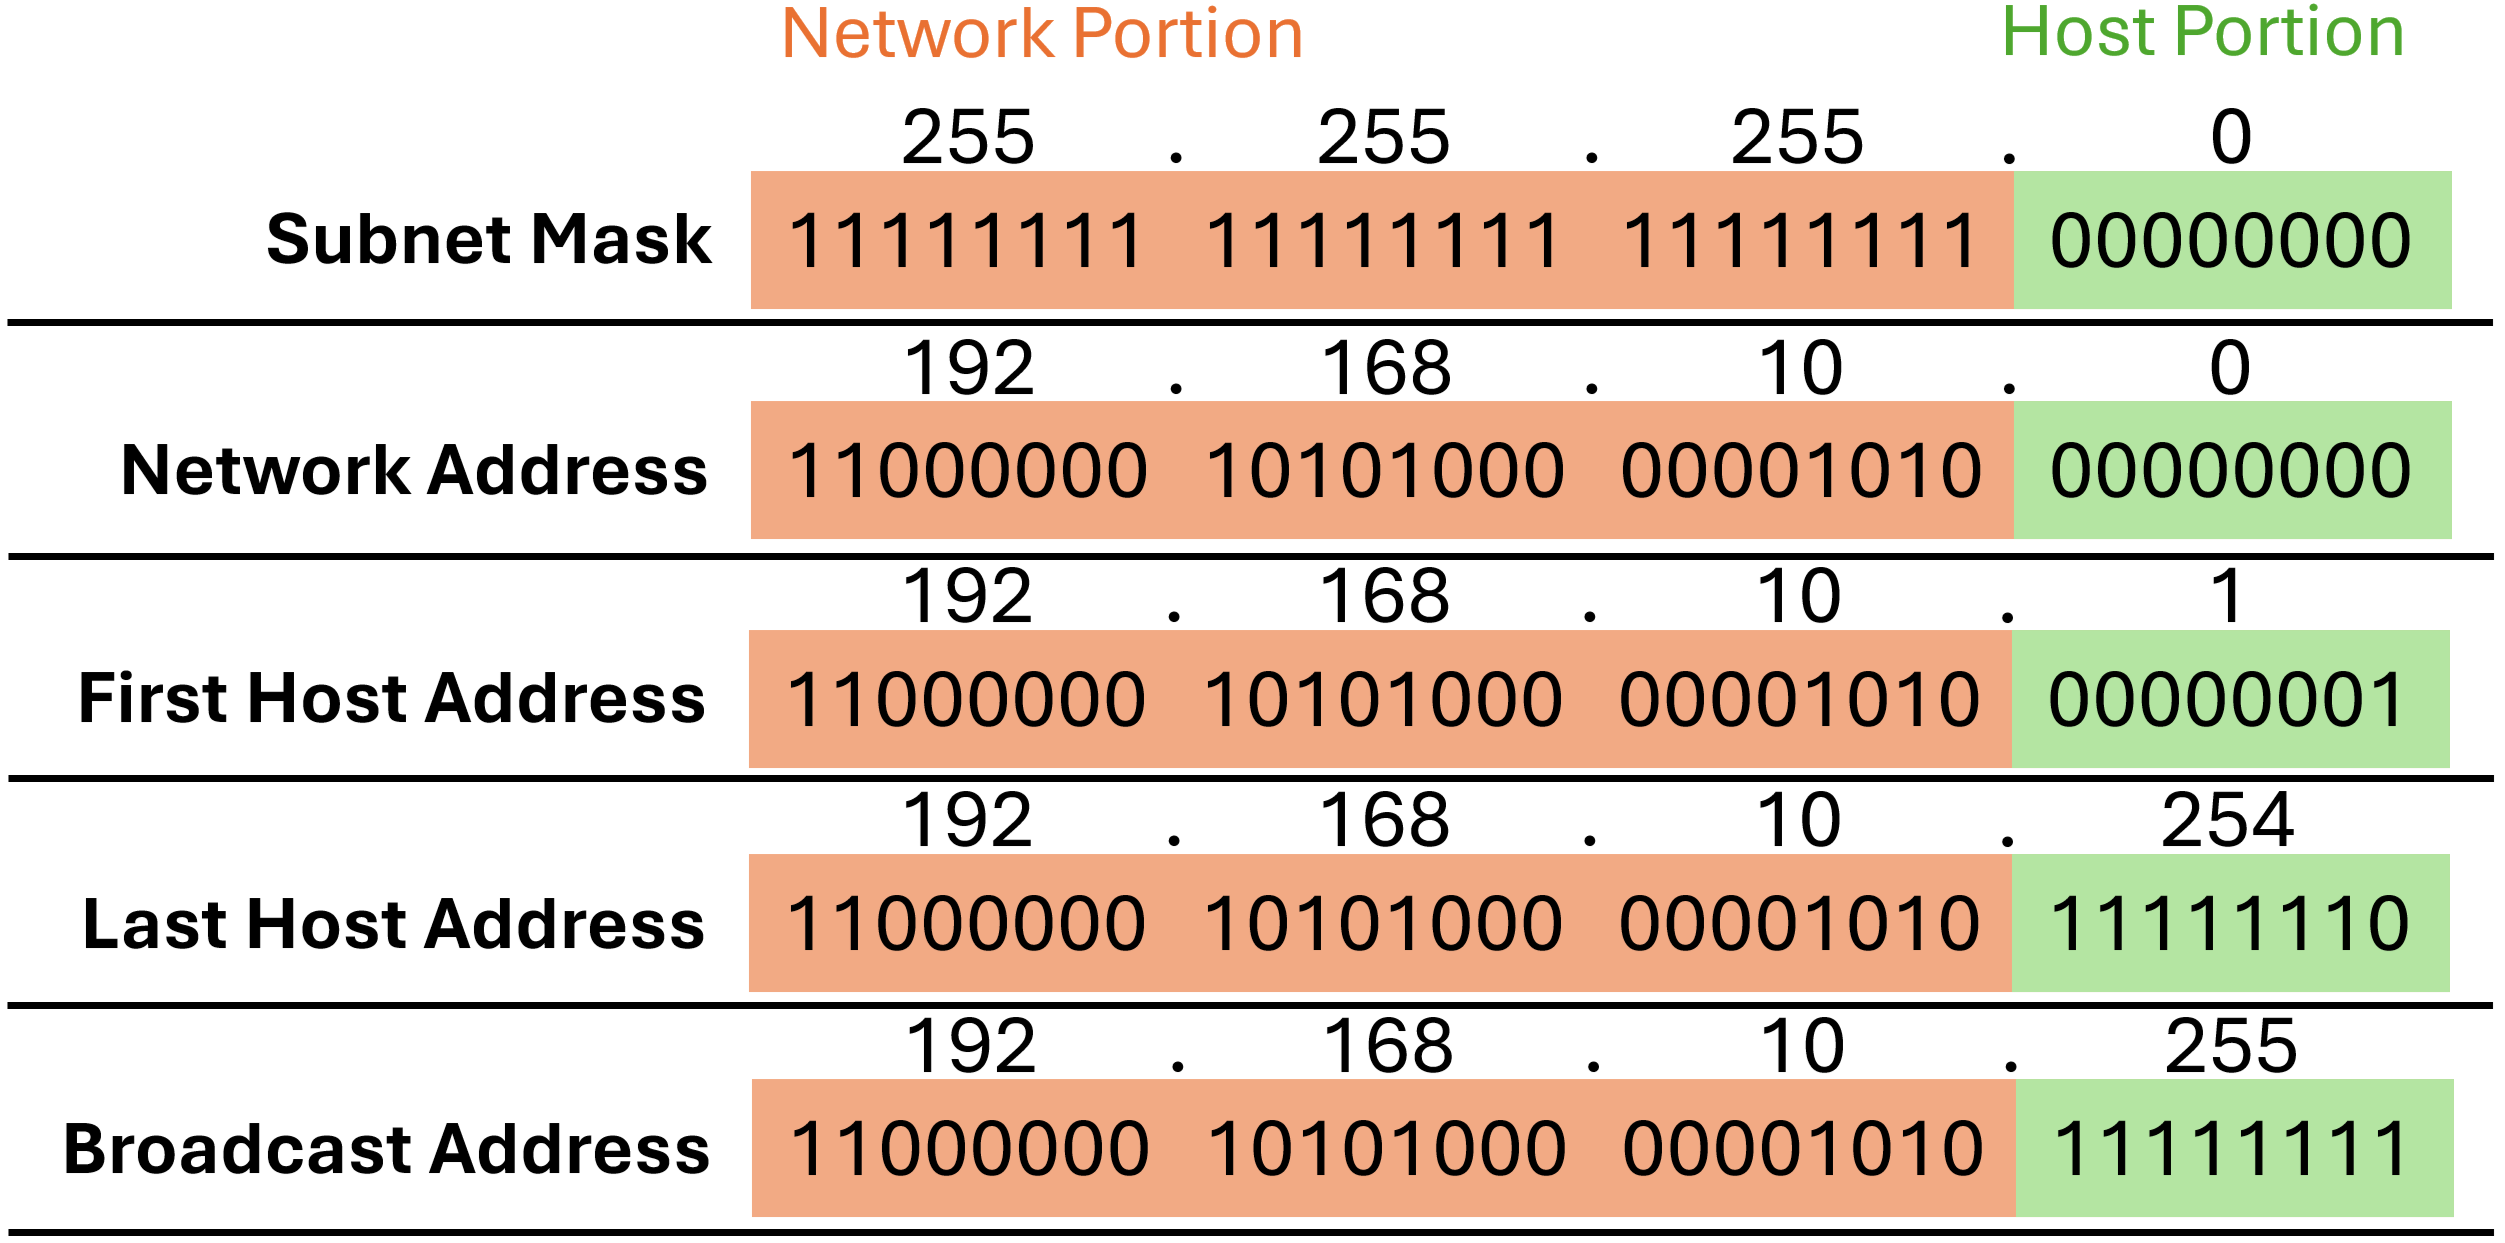 Network Portion Host Portion
255 . 255 . 255 . 0
Subnet Mask 11111111 11111111 11111111 00000000
192 . 168 . 10 . 0
Network Address 11000000 10101000 00001010 00000000
192 . 168 . 10 . 1
First Host Address 11000000 10101000 00001010 00000001
192 . 168 . 10 . 254
Last Host Address 11000000 10101000 00001010 11111110
192 . 168 . 10 . 255
Broadcast Address 11000000 10101000 00001010 11111111